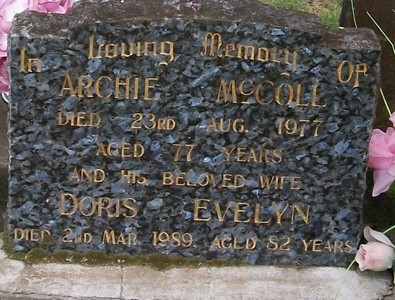 In Loving Memory OF
ARCHIE McCOLL
DIED 23RD AUG. 1977
AGED 77 YEARS
AND HIS BELOVED WIFE
DORIS EVELYN
DIED 2ND MAR. 1989. AGED 82 YEARS